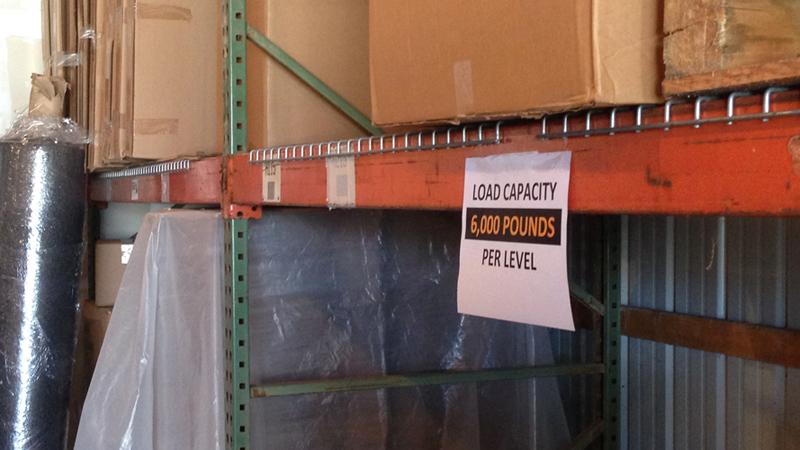 LOAD CAPACITY
6,000 POUNDS
PER LEVEL